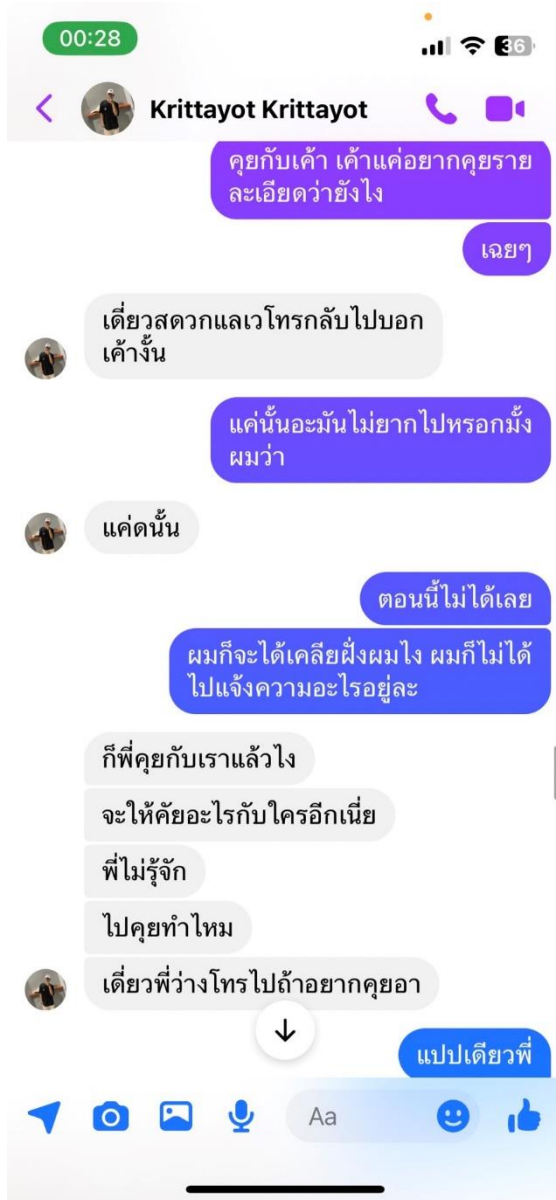 00:28
36
Krittayot Krittayot
คุยกับเค้า เค้าแค่อยากคุยราย
ละเอียดว่ายังไง
เฉยๆ
เดี่ยวสดวกแลเวโทรกลับไปบอก
เค้างั้น
แค่นั้นอะมันไม่ยากไปหรอกมั้ง
ผมว่า
แค่ดนั้น
ตอนนี้ไม่ได้เลย
ผมก็จะได้เคลียฝั่งผมไง ผมก็ไม่ได้
ไปแจ้งความอะไรอยู่ละ
ก็พี่คุยกับเราแล้วไง
จะให้คัยอะไรกับใครอีกเนี่ย
พี่ไม่รู้จัก
ไปคุยทำไหม
เดี่ยวพี่ว่างโทรไปถ้าอยากคุยอา
แปปเดียวพี่
Aa